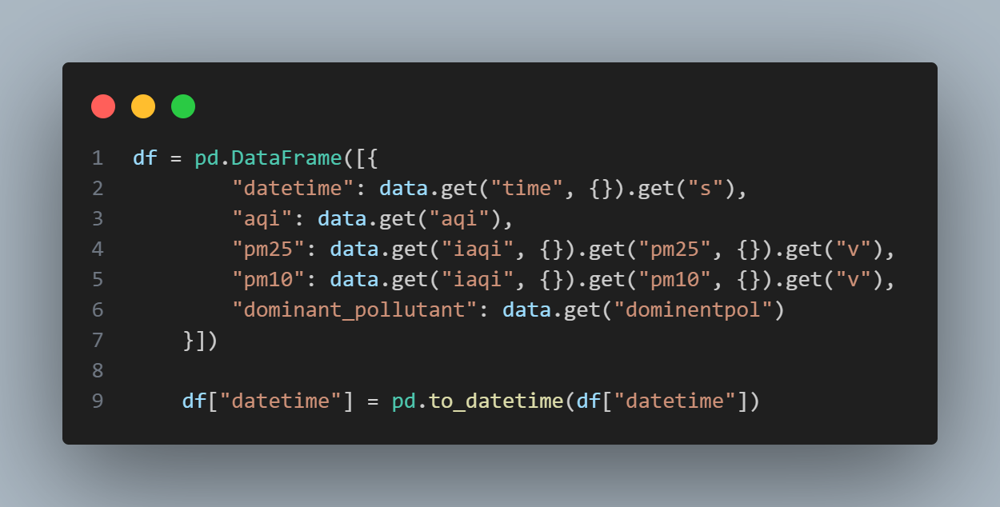 1 df = pd.DataFrame([{
2         "datetime": data.get("time", {}).get("s"),
3         "aqi": data.get("aqi"),
4         "pm25": data.get("iaqi", {}).get("pm25", {}).get("v"),
5         "pm10": data.get("iaqi", {}).get("pm10", {}).get("v"),
6         "dominant_pollutant": data.get("dominentpol")
7     }])
8
9     df["datetime"] = pd.to_datetime(df["datetime"])